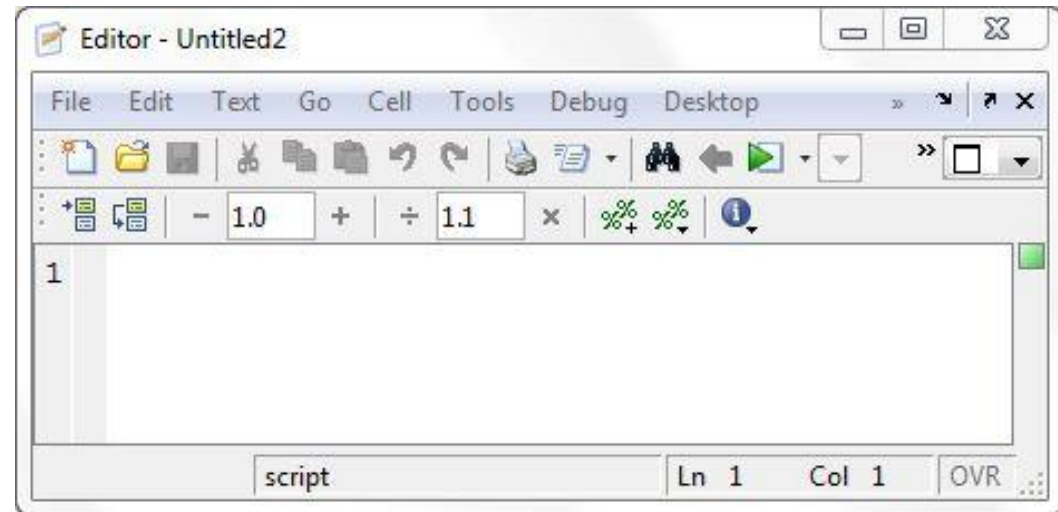 Editor - Untitled2
File Edit Text Go Cell Tools Debug Desktop »
»
− 1.0 + ÷ 1.1 × %%+ %%
1
script Ln 1 Col 1 OVR